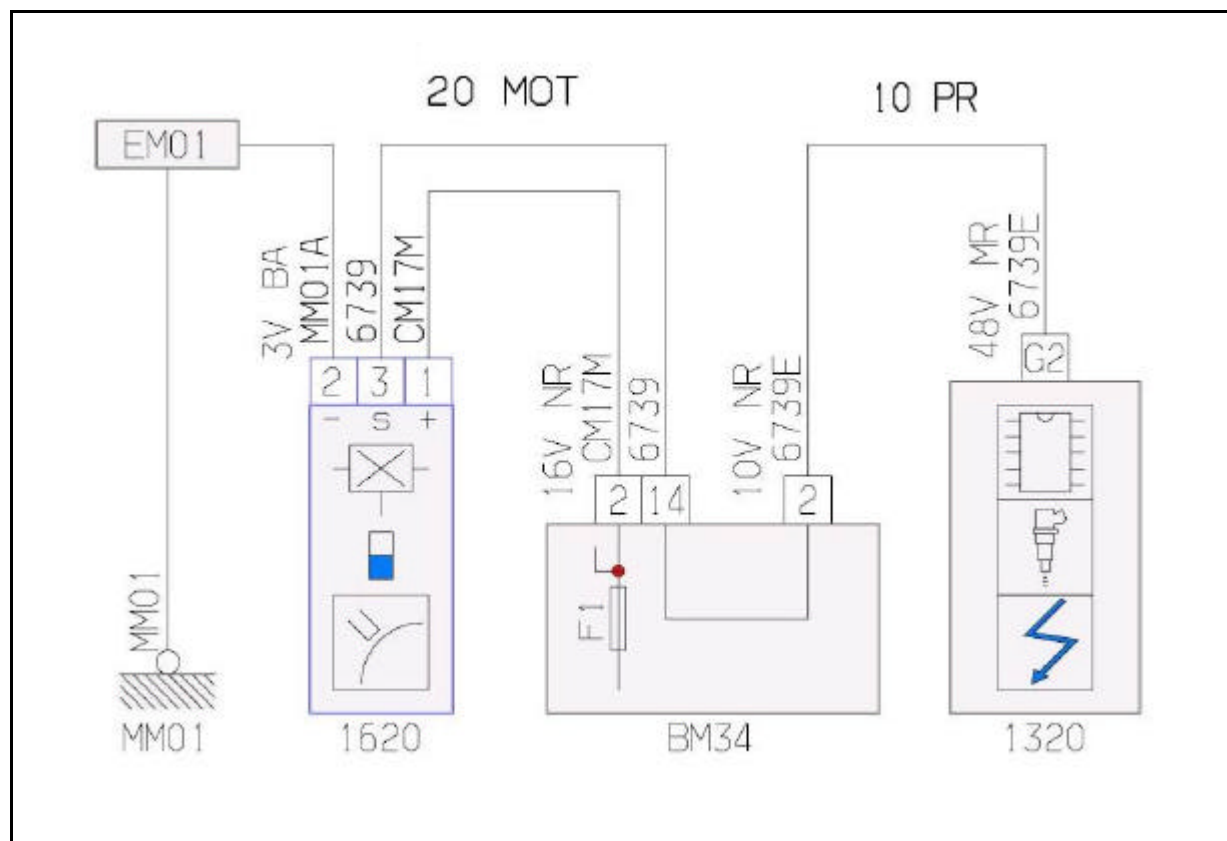 20 MOT
10 PR
EM01
3V BA
MM01A
6739
CM17M
48V MR
6739E
2 3 1
G2
- S +
16V NR
CM17M
6739
10V NR
6739E
2 14 2
F1
MM01
MM01
1620
BM34
1320